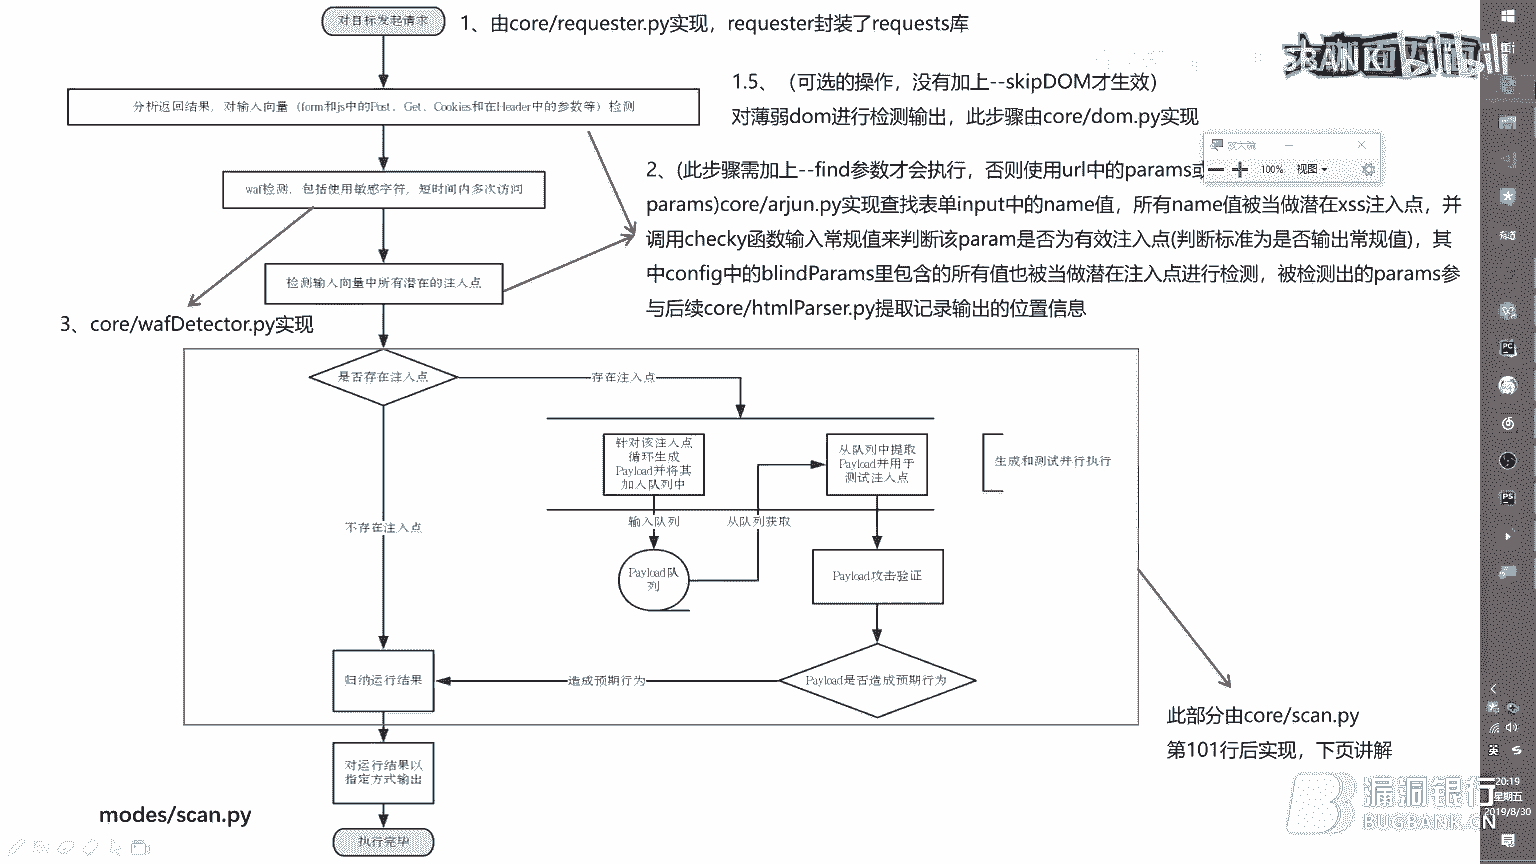 对目标发起请求
1、由core/requester.py实现，requester封装了requests库
BANK
bilibili
1.5、（可选的操作，没有加上--skipDOM才生效）
对薄弱dom进行检测输出，此步骤由core/dom.py实现
分析返回结果，对输入向量（form和js中的Post、Get、Cookies和在Header中的参数等）检测
放大镜
100%
视图
2、(此步骤需加上--find参数才会执行，否则使用url中的params或
params)core/arjun.py实现查找表单input中的name值，所有name值被当做潜在xss注入点，并
调用checky函数输入常规值来判断该param是否为有效注入点(判断标准为是否输出常规值)，其
中config中的blindParams里包含的所有值也被当做潜在注入点进行检测，被检测出的params参
与后续core/htmlParser.py提取记录输出的位置信息
waf检测，包括使用敏感字符，短时间内多次访问
检测输入向量中所有潜在的注入点
3、core/wafDetector.py实现
是否存在注入点
存在注入点
针对该注入点
循环生成
Payload并将其
加入队列中
从队列中提取
Payload并用于
测试注入点
生成和测试并行执行
不存在注入点
输入队列
从队列获取
Payload队
列
Payload攻击验证
归纳运行结果
造成预期行为
Payload是否造成预期行为
此部分由core/scan.py
第101行后实现，下页讲解
对运行结果以
指定方式输出
modes/scan.py
执行完毕
英
20:19
星期五
2019/8/30
漏洞银行
BUGBANK.CN